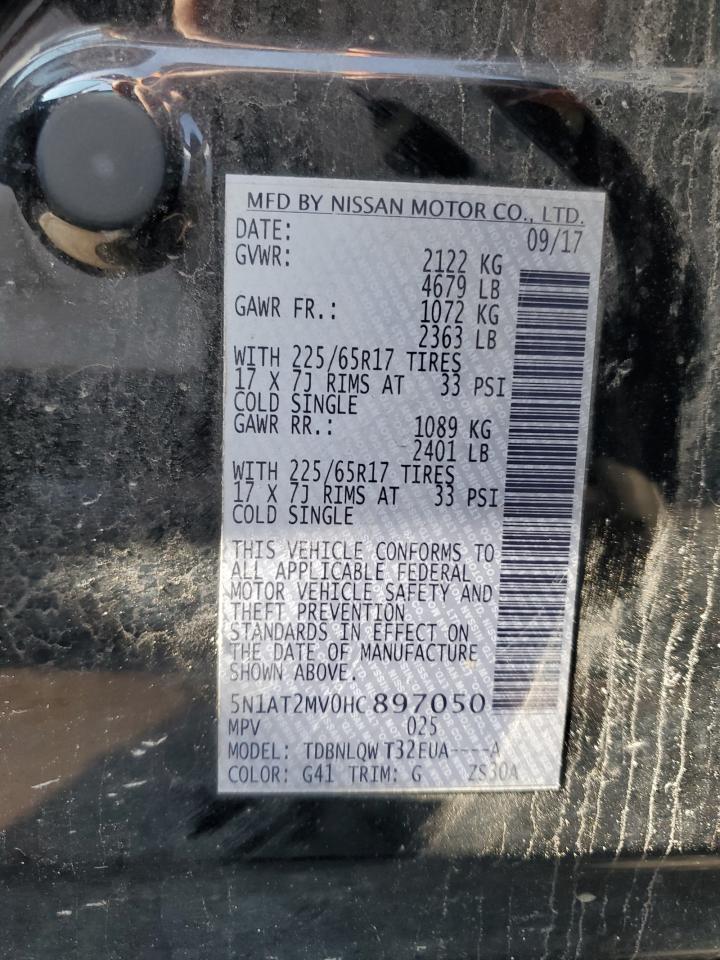 MFD BY NISSAN MOTOR CO., LTD.
DATE: 09/17
GVWR: 2122 KG
4679 LB
GAWR FR.: 1072 KG
2363 LB
WITH 225/65R17 TIRES
17 X 7J RIMS AT 33 PSI
COLD SINGLE
GAWR RR.: 1089 KG
2401 LB
WITH 225/65R17 TIRES
17 X 7J RIMS AT 33 PSI
COLD SINGLE
THIS VEHICLE CONFORMS TO
ALL APPLICABLE FEDERAL
MOTOR VEHICLE SAFETY AND
THEFT PREVENTION
STANDARDS IN EFFECT ON
THE DATE OF MANUFACTURE
SHOWN ABOVE.
5N1AT2MV0HC897050
MPV 025
MODEL: TDBNLQW T32EUA----A
COLOR: G41 TRIM: G ZS30A